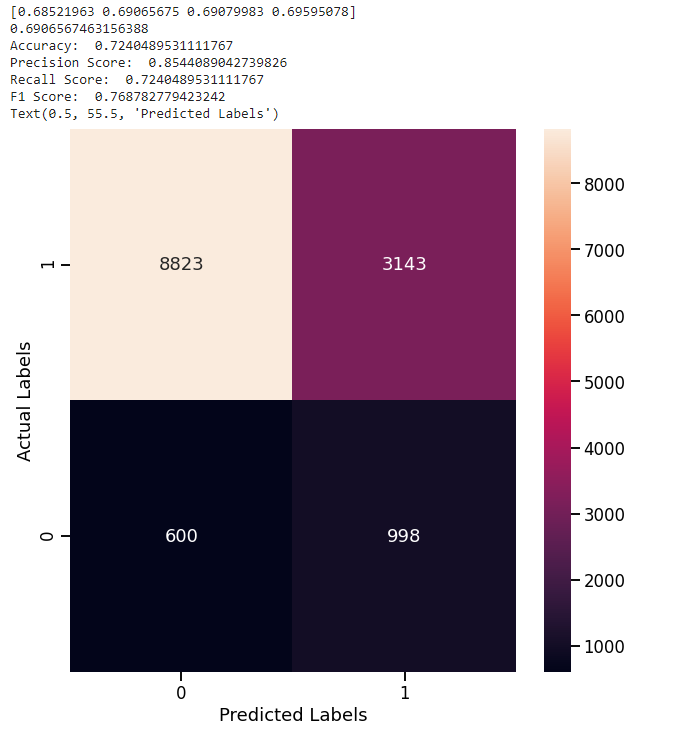 [0.68521963 0.69065675 0.69079983 0.69595078]
0.6906567463156388
Accuracy:  0.7240489531111767
Precision Score:  0.8544089042739826
Recall Score:  0.7240489531111767
F1 Score:  0.768782779423242
Text(0.5, 55.5, 'Predicted Labels')
8000
7000
6000
5000
4000
3000
2000
1000
Actual Labels
1
8823
3143
0
600
998
0
1
Predicted Labels